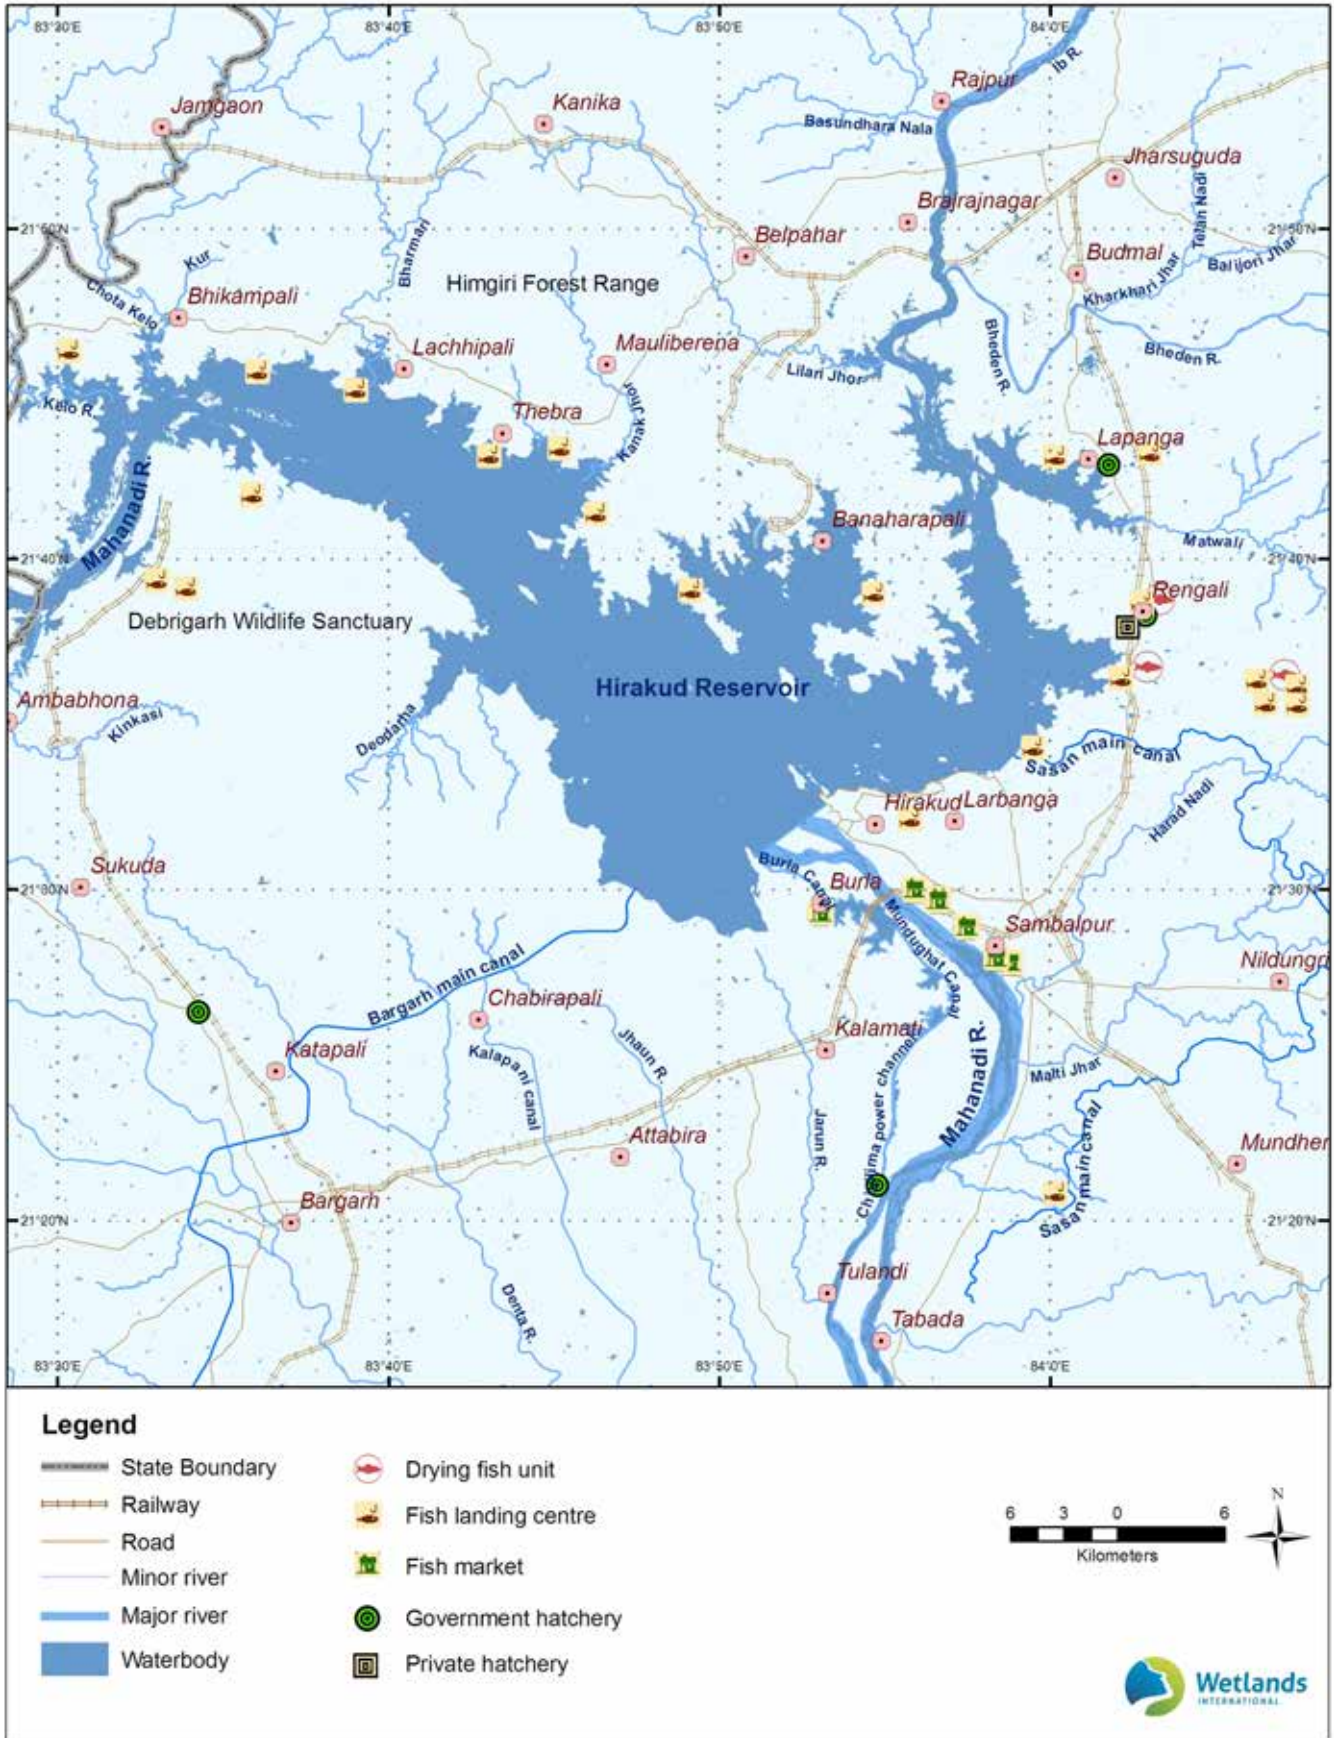 83°30'E 83°40'E 83°50'E 84°0'E
Ib R.
Rajpur
Jamgaon
Kanika
Basundhara Nala
Jharsuguda
Telan Nadi
Brajrajnagar
21°50'N
21°50'N
Belpahar
Budmal
Balijori Jhar
Kur
Bharmari
Himgiri Forest Range
Kharkhari Jhar
Chota Kelo
Bhikampali
Lachhipali
Mauliberena
Bheden R.
Bheden R.
Lilari Jhor
Kelo R.
Thebra
Kanak Jhor
Lapanga
Mahanadi R.
Banaharapali
Matwali
21°40'N
21°40'N
Rengali
Debrigarh Wildlife Sanctuary
Hirakud Reservoir
Ambabhona
Kinkasi
Deodarha
Sasan main canal
Hirakud
Larbanga
Harad Nadi
Sukuda
Burla Canal
Burla
21°30'N
21°30'N
Mundughat Canal
Sambalpur
Nildungri
Bargarh main canal
Chabirapali
Katapali
Kalapani canal
Jhaun R.
Kalamati
Mahanadi R.
Malti Jhar
Jarun R.
power channel
Attabira
Sasan main canal
Mundher
Bargarh
21°20'N
21°20'N
Tulandi
Denta R.
Tabada
83°30'E 83°40'E 83°50'E 84°0'E
Legend
State Boundary
Railway
Road
Minor river
Major river
Waterbody
Drying fish unit
Fish landing centre
Fish market
Government hatchery
Private hatchery
6 3 0 6
Kilometers
N
Wetlands
INTERNATIONAL